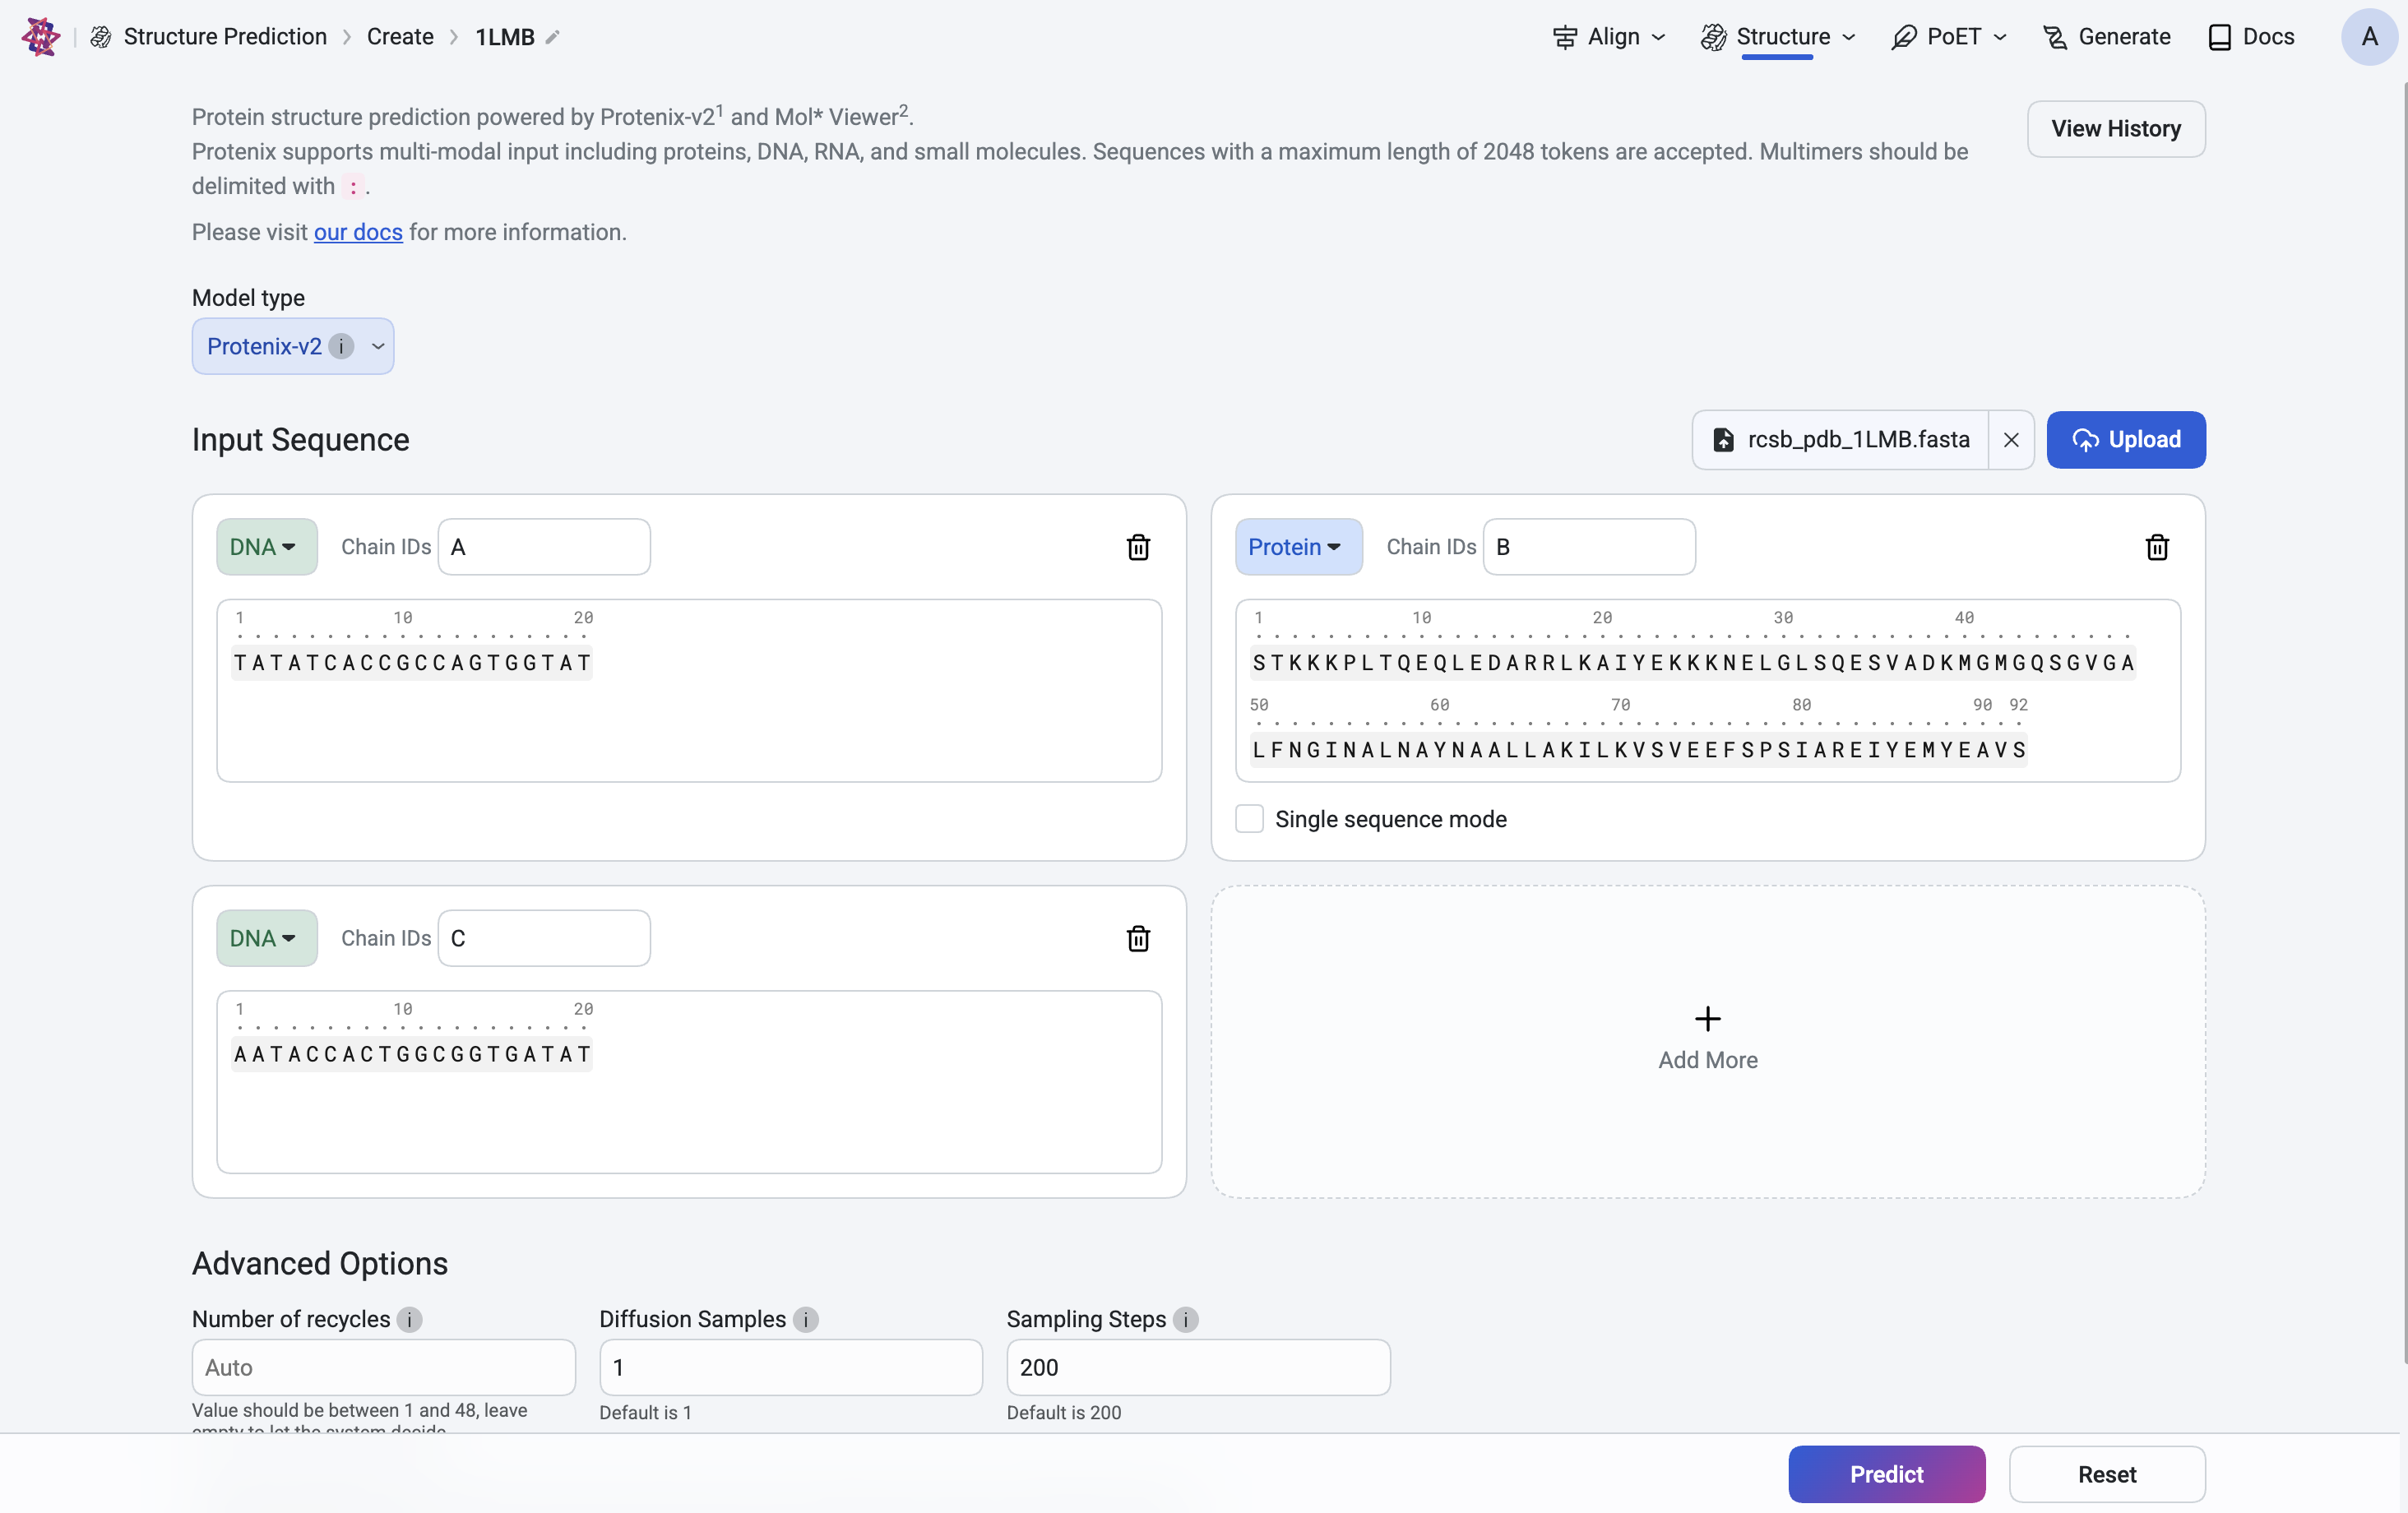 Structure Prediction > Create > 1LMB
Align
Structure
PoET
Generate
Docs
A
Protein structure prediction powered by Protenix-v2¹ and Mol* Viewer².
Protenix supports multi-modal input including proteins, DNA, RNA, and small molecules. Sequences with a maximum length of 2048 tokens are accepted. Multimers should be
delimited with : .
Please visit our docs for more information.
View History
Model type
Protenix-v2 i
Input Sequence
rcsb_pdb_1LMB.fasta
Upload
DNA Chain IDs A
1 10 20
TATATCACCGCCAGTGGTAT
Protein Chain IDs B
1 10 20 30 40
STKKKPLTQEQLEDARRLKAIYEKKKNELGLSQESVADKMGMGQSGVGA
50 60 70 80 90 92
LFNGINALNAYNAALLAKILKVSVEEFSPSIAREIYEMYEAVS
Single sequence mode
DNA Chain IDs C
1 10 20
AATACCACTGGCGGTGATAT
Add More
Advanced Options
Number of recycles i
Auto
Value should be between 1 and 48, leave
empty to let the system decide
Diffusion Samples i
1
Default is 1
Sampling Steps i
200
Default is 200
Predict
Reset